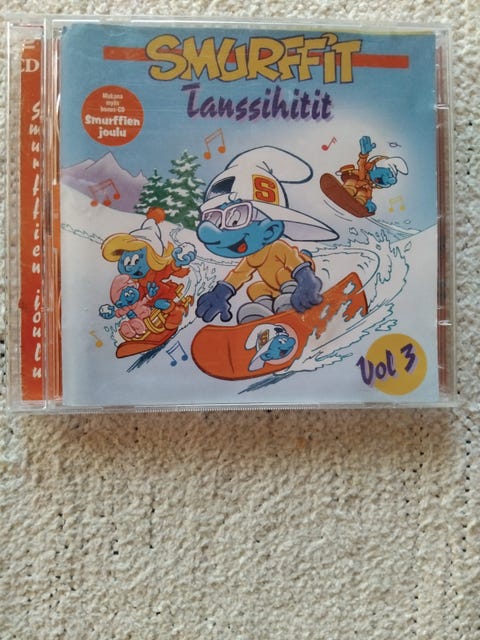 SMURFFIT
Tanssihitit
Mukana
myös
bonus-CD
Smurffien
joulu
S
Vol 3
CD
Smurffien joulu